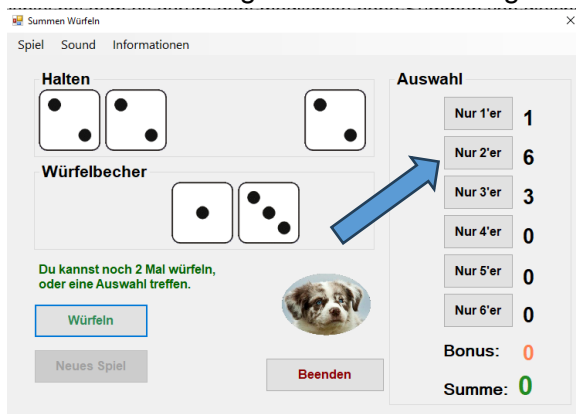 Summen Würfeln
Spiel Sound Informationen
Halten
Würfelbecher
Du kannst noch 2 Mal würfeln,
oder eine Auswahl treffen.
Würfeln
Neues Spiel
Beenden
Auswahl
Nur 1'er 1
Nur 2'er 6
Nur 3'er 3
Nur 4'er 0
Nur 5'er 0
Nur 6'er 0
Bonus: 0
Summe: 0